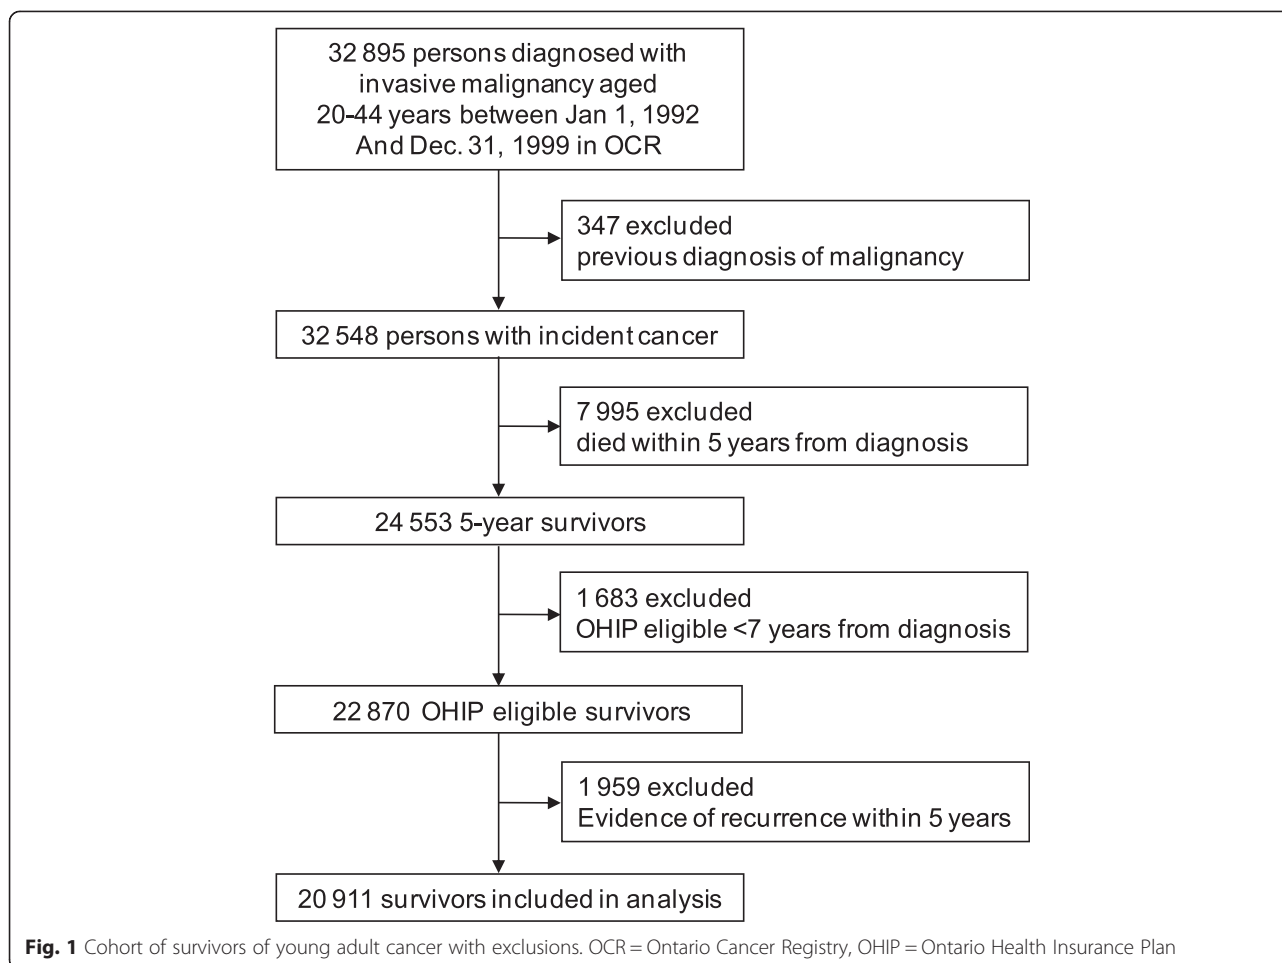 32 895 persons diagnosed with
invasive malignancy aged
20-44 years between Jan 1, 1992
And Dec. 31, 1999 in OCR
347 excluded
previous diagnosis of malignancy
32 548 persons with incident cancer
7 995 excluded
died within 5 years from diagnosis
24 553 5-year survivors
1 683 excluded
OHIP eligible <7 years from diagnosis
22 870 OHIP eligible survivors
1 959 excluded
Evidence of recurrence within 5 years
20 911 survivors included in analysis
Fig. 1 Cohort of survivors of young adult cancer with exclusions. OCR = Ontario Cancer Registry, OHIP = Ontario Health Insurance Plan